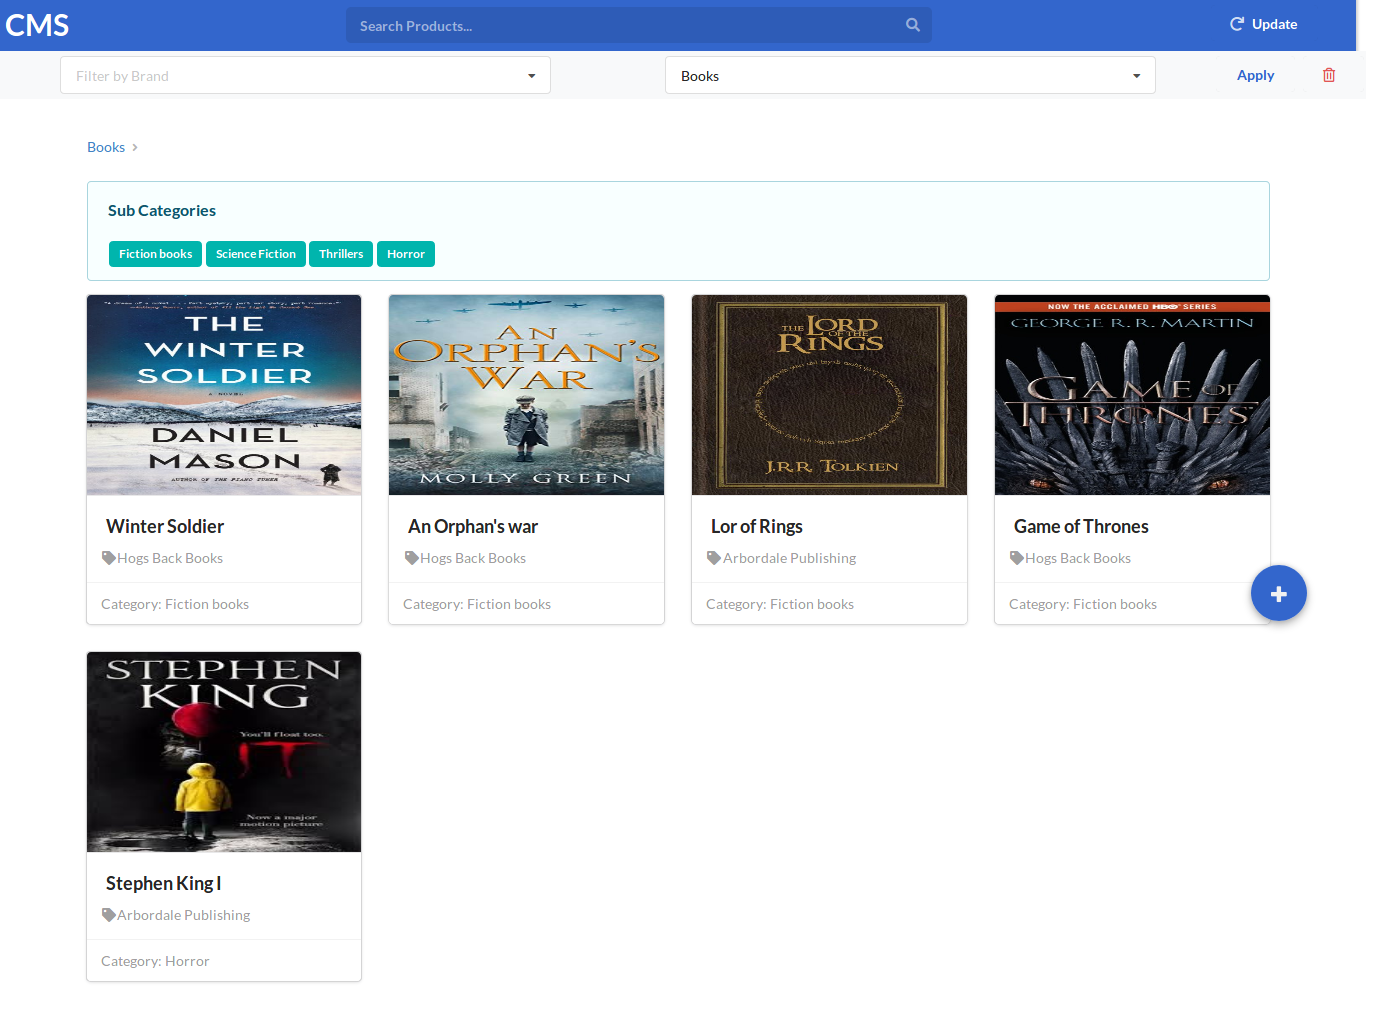 CMS
Search Products...
Update
Filter by Brand
Books
Apply
Books
Sub Categories
Fiction books
Science Fiction
Thrillers
Horror
THE
WINTER
SOLDIER
A NOVEL
DANIEL
MASON
AUTHOR OF THE PIANO TUNER
Winter Soldier
Hogs Back Books
Category: Fiction books
AN
ORPHAN'S
WAR
MOLLY GREEN
An Orphan's war
Hogs Back Books
Category: Fiction books
THE LORD
OF THE
RINGS
J.R.R. TOLKIEN
Lor of Rings
Arbordale Publishing
Category: Fiction books
NOW THE ACCLAIMED HBO SERIES
GEORGE R. R. MARTIN
GAME OF
THRONES
Game of Thrones
Hogs Back Books
Category: Fiction books
STEPHEN
KING
You'll float too.
IT
Now a major
motion picture
Stephen King I
Arbordale Publishing
Category: Horror